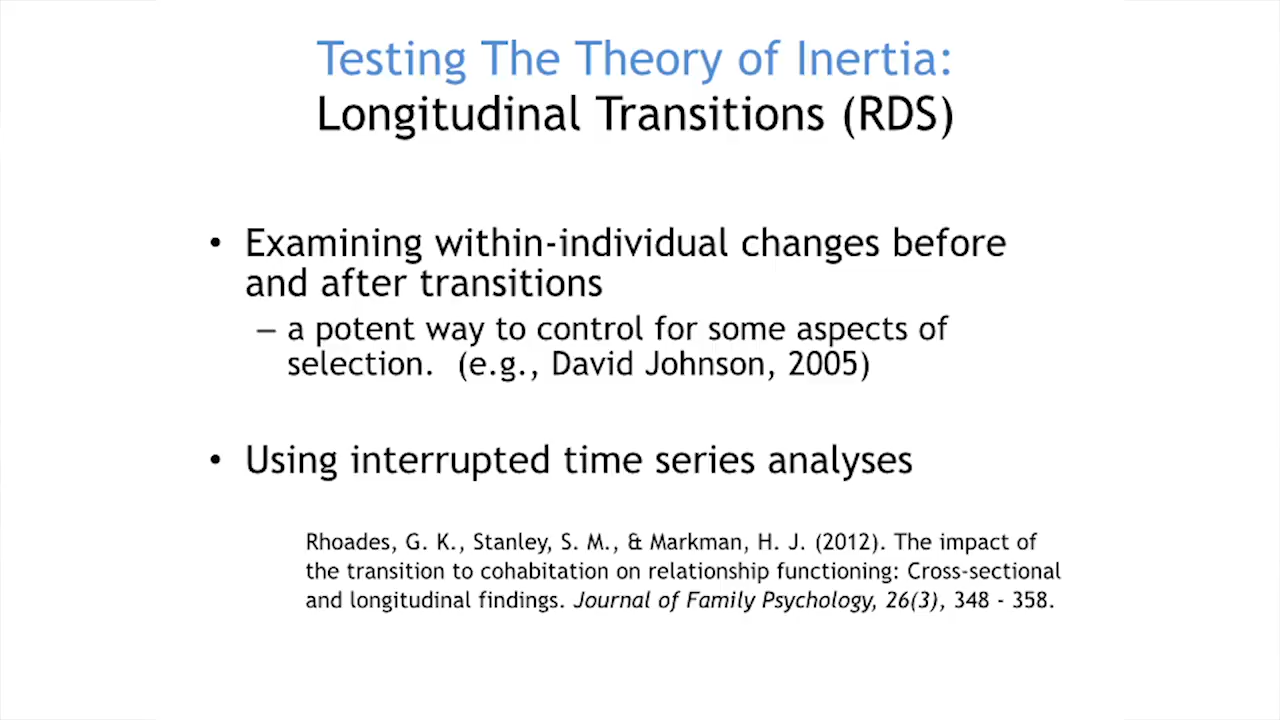 Testing The Theory of Inertia:
Longitudinal Transitions (RDS)
• Examining within-individual changes before
and after transitions
– a potent way to control for some aspects of
selection.  (e.g., David Johnson, 2005)
• Using interrupted time series analyses
Rhoades, G. K., Stanley, S. M., & Markman, H. J. (2012). The impact of
the transition to cohabitation on relationship functioning: Cross-sectional
and longitudinal findings. Journal of Family Psychology, 26(3), 348 - 358.